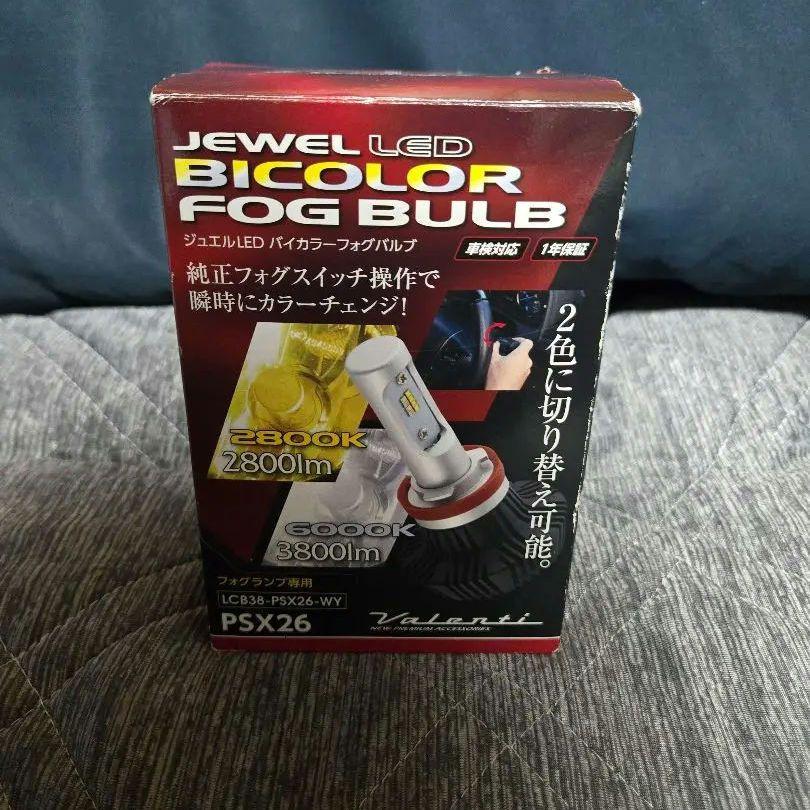 JEWEL LED
BICOLOR
FOG BULB
ジュエルLED バイカラーフォグバルブ
車検対応
1年保証
純正フォグスイッチ操作で
瞬時にカラーチェンジ!
2色に切り替え可能。
2800K
2800lm
6000K
3800lm
フォグランプ専用
LCB38-PSX26-WY
PSX26
Valenti
NEW PREMIUM ACCESSORIES